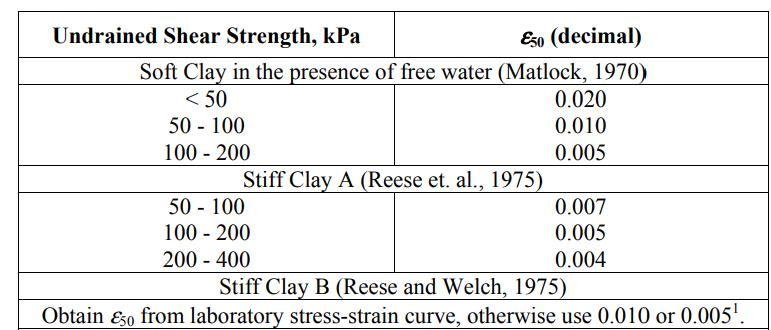 Undrained Shear Strength, kPa ε50 (decimal)
Soft Clay in the presence of free water (Matlock, 1970)
< 50 0.020
50 - 100 0.010
100 - 200 0.005
Stiff Clay A (Reese et. al., 1975)
50 - 100 0.007
100 - 200 0.005
200 - 400 0.004
Stiff Clay B (Reese and Welch, 1975)
Obtain ε50 from laboratory stress-strain curve, otherwise use 0.010 or 0.005¹.